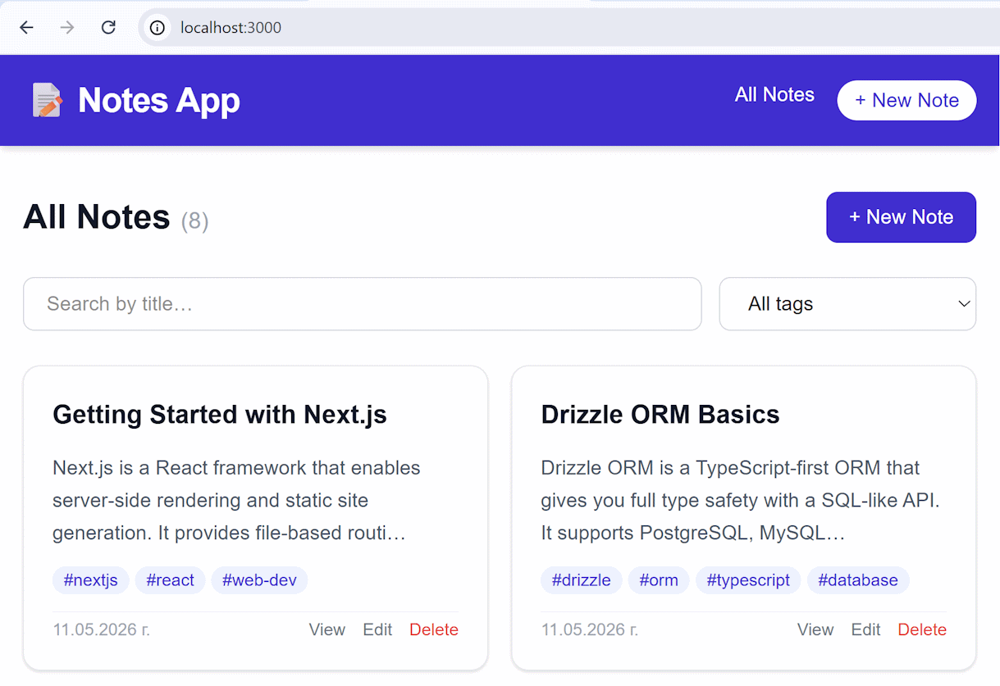 localhost:3000
Notes App
All Notes
+ New Note
All Notes (8)
+ New Note
Search by title…
All tags
Getting Started with Next.js
Next.js is a React framework that enables
server-side rendering and static site
generation. It provides file-based routi…
#nextjs #react #web-dev
11.05.2026 г. View Edit Delete
Drizzle ORM Basics
Drizzle ORM is a TypeScript-first ORM that
gives you full type safety with a SQL-like API.
It supports PostgreSQL, MySQL…
#drizzle #orm #typescript #database
11.05.2026 г. View Edit Delete